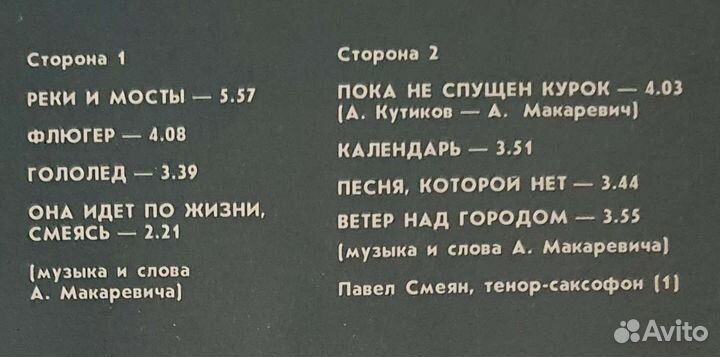 Сторона 1
РЕКИ И МОСТЫ — 5.57
ФЛЮГЕР — 4.08
ГОЛОЛЕД — 3.39
ОНА ИДЕТ ПО ЖИЗНИ,
СМЕЯСЬ — 2.21
(музыка и слова
А. Макаревича)
Сторона 2
ПОКА НЕ СПУЩЕН КУРОК — 4.03
(А. Кутиков — А. Макаревич)
КАЛЕНДАРЬ — 3.51
ПЕСНЯ, КОТОРОЙ НЕТ — 3.44
ВЕТЕР НАД ГОРОДОМ — 3.55
(музыка и слова А. Макаревича)
Павел Смеян, тенор-саксофон (1)
Avito